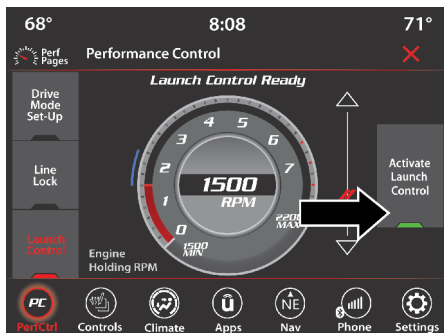 68°
8:08
71°
Perf
Pages
Performance Control
Launch Control Ready
Drive
Mode
Set-Up
Line
Lock
Launch
Control
0
1
2
3
4
5
6
7
1500
RPM
1500
MIN
2200
MAX
Engine
Holding RPM
Activate
Launch
Control
PC
PerfCtrl
Controls
Climate
ü
Apps
NE
Nav
Phone
Settings